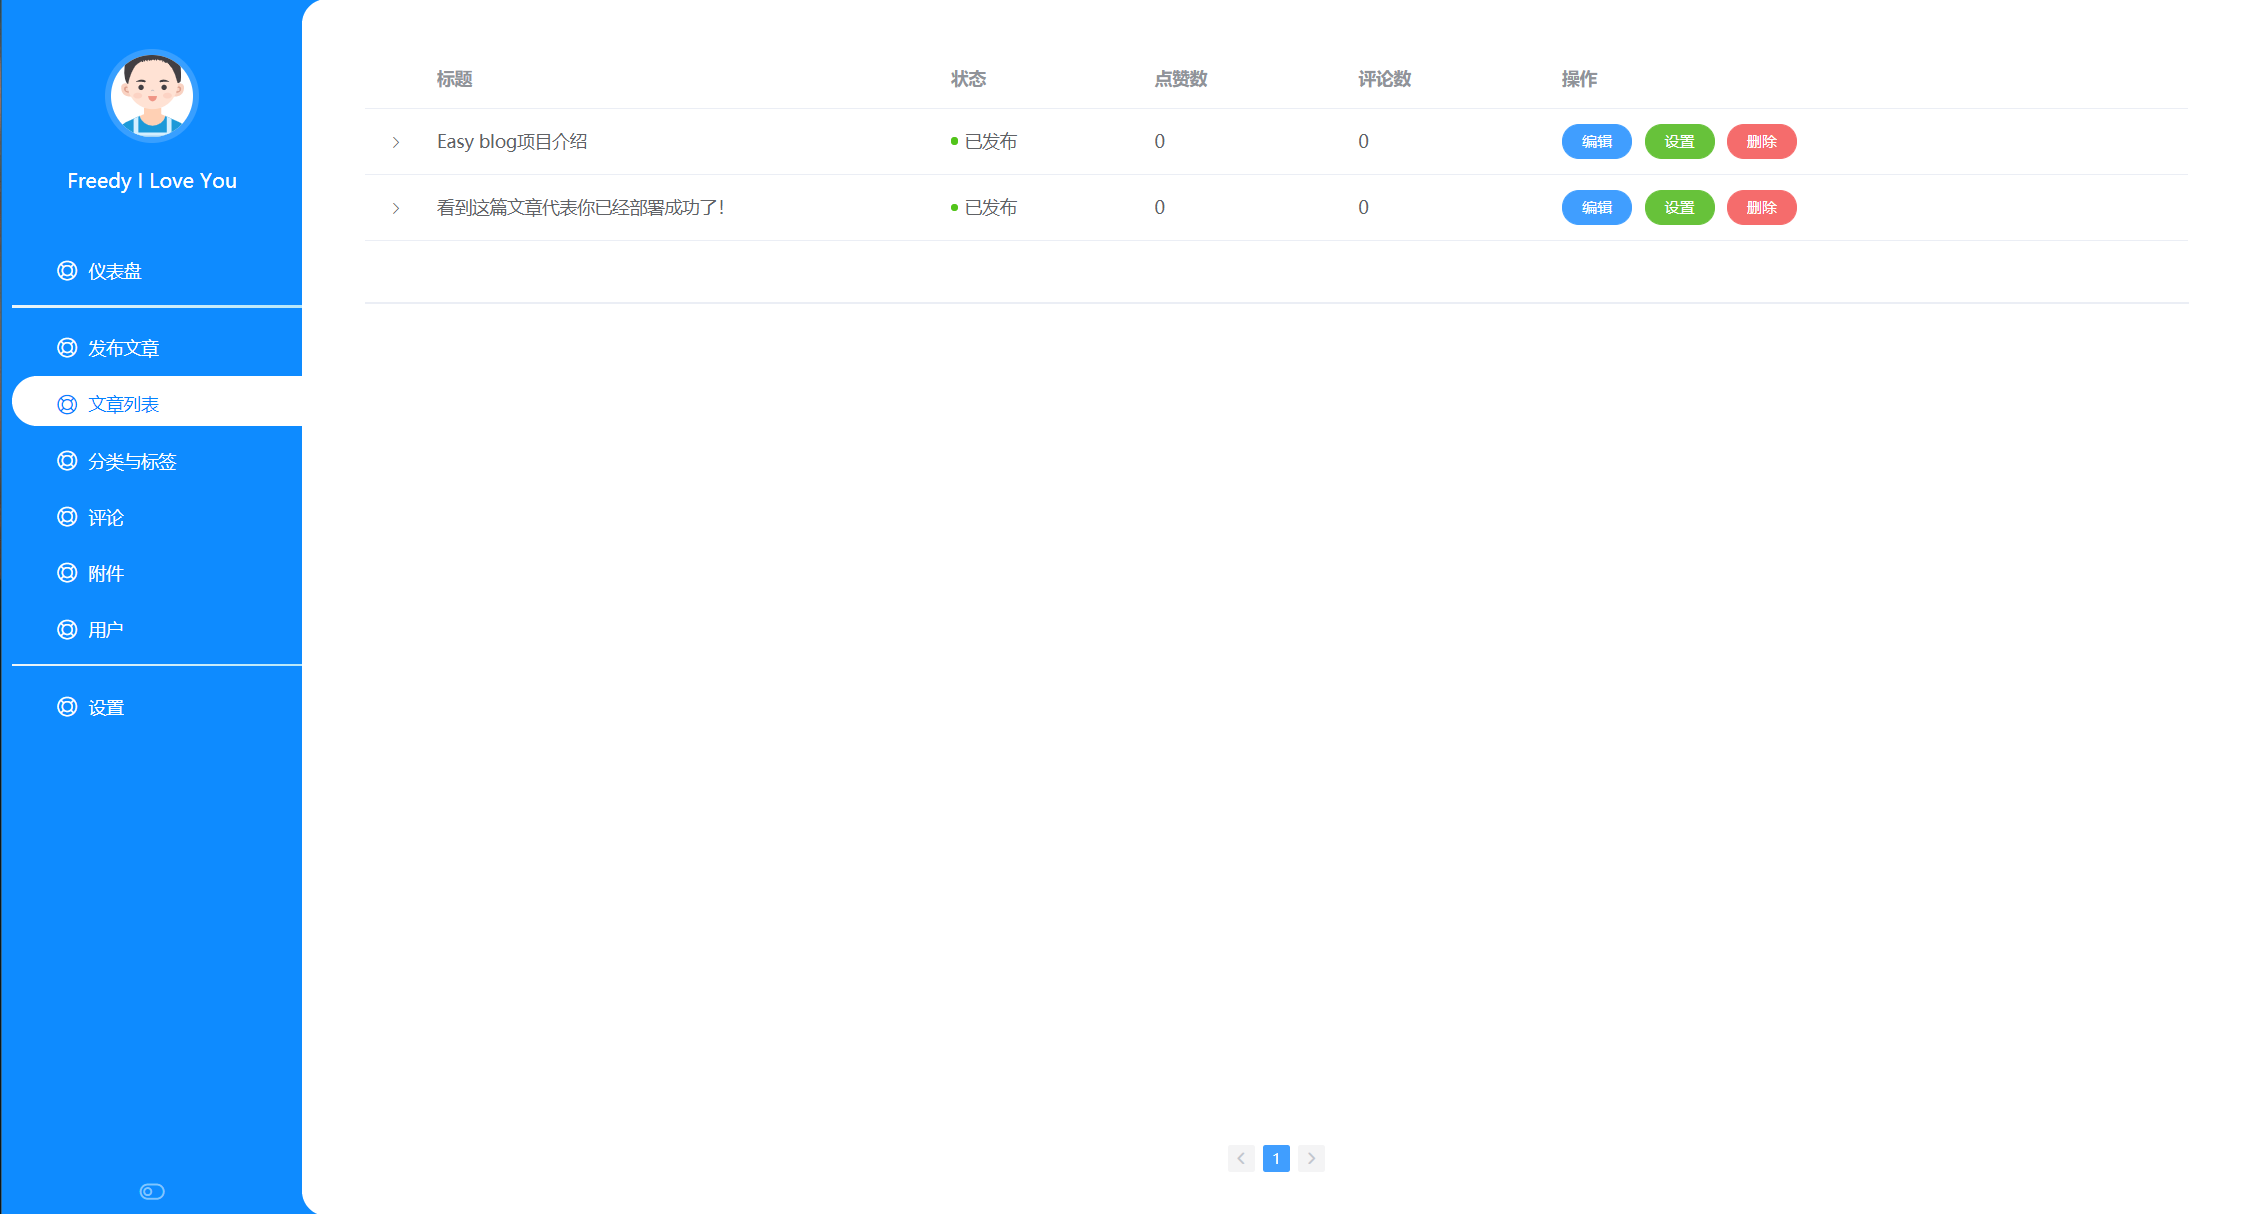 Freedy I Love You
仪表盘
发布文章
文章列表
分类与标签
评论
附件
用户
设置
标题 状态 点赞数 评论数 操作
Easy blog项目介绍 已发布 0 0 编辑 设置 删除
看到这篇文章代表你已经部署成功了！ 已发布 0 0 编辑 设置 删除
1